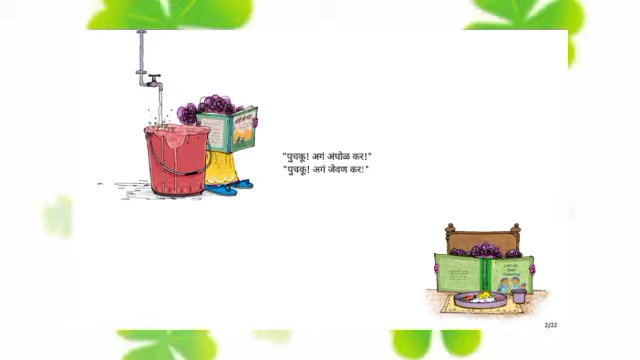 "पुचकू! अगं अंघोळ कर!"
"पुचकू! अगं जेवण कर!"
2/22